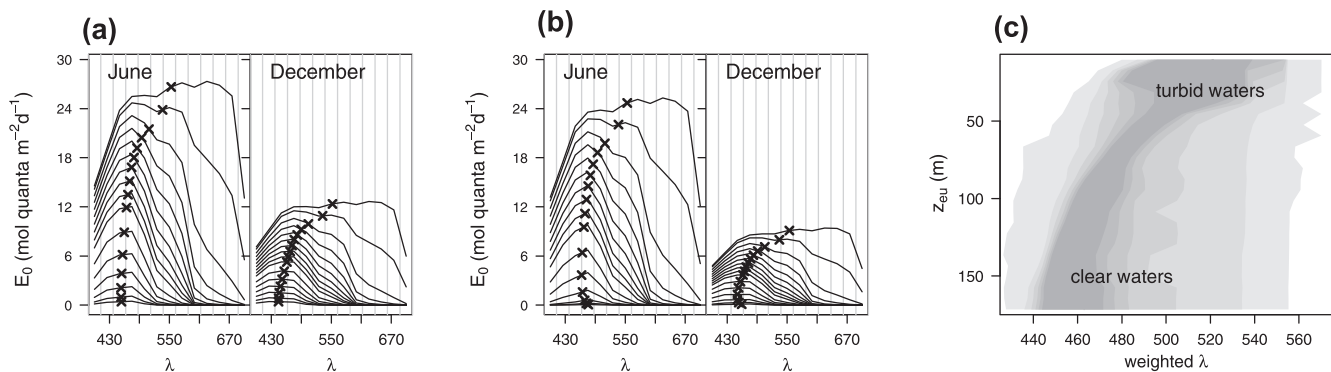 (a)
June
December
E₀ (mol quanta m⁻²d⁻¹)
30
24
18
12
6
0
430
550
670
430
550
670
λ
λ
(b)
June
December
E₀ (mol quanta m⁻²d⁻¹)
30
24
18
12
6
0
430
550
670
430
550
670
λ
λ
(c)
turbid waters
clear waters
z_eu (m)
50
100
150
440
460
480
500
520
540
560
weighted λ